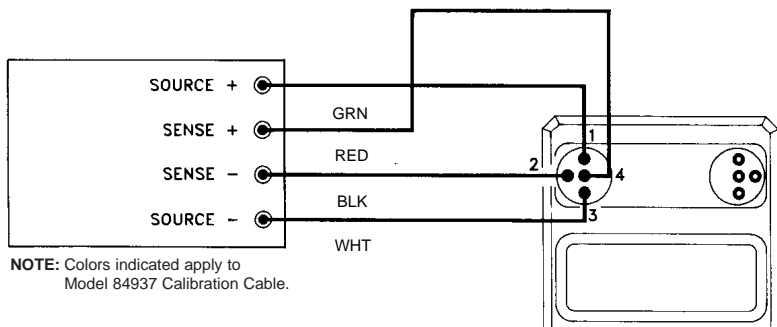 SOURCE +
GRN
SENSE +
1
RED
SENSE -
2
4
BLK
SOURCE -
3
WHT
NOTE: Colors indicated apply to
Model 84937 Calibration Cable.